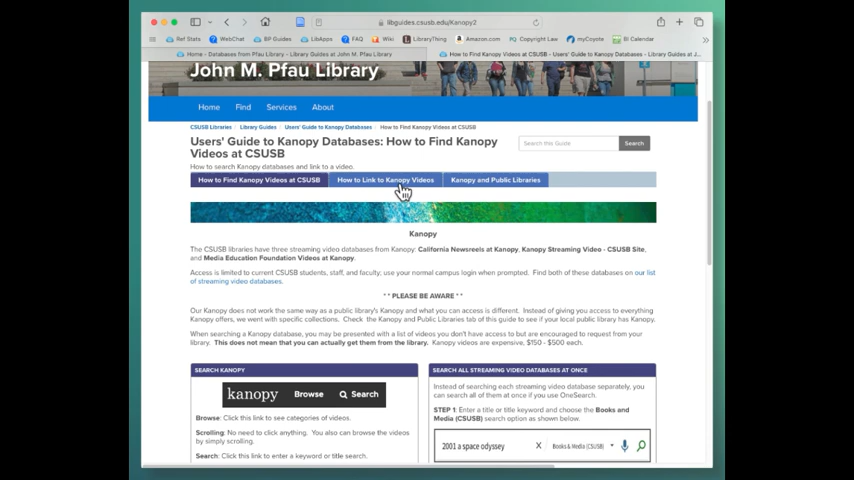 libguides.csusb.edu/Kanopy2
Ref Stats WebChat BP Guides LibApps FAQ Wiki LibraryThing Amazon.com Copyright Law myCoyote BI Calendar
Home - Databases from Pfau Library - Library Guides at John M. Pfau Library
How to Find Kanopy Videos at CSUSB - Users' Guide to Kanopy Databases - Library Guides at J...
John M. Pfau Library
Home Find Services About
CSUSB Libraries Library Guides Users' Guide to Kanopy Databases How to Find Kanopy Videos at CSUSB
Users' Guide to Kanopy Databases: How to Find Kanopy
Videos at CSUSB
Search this Guide Search
How to search Kanopy databases and link to a video.
How to Find Kanopy Videos at CSUSB How to Link to Kanopy Videos Kanopy and Public Libraries
Kanopy
The CSUSB libraries have three streaming video databases from Kanopy: California Newsreels at Kanopy, Kanopy Streaming Video - CSUSB Site,
and Media Education Foundation Videos at Kanopy.
Access is limited to current CSUSB students, staff, and faculty; use your normal campus login when prompted. Find both of these databases on our list
of streaming video databases.
* * PLEASE BE AWARE * *
Our Kanopy does not work the same way as a public library's Kanopy and what you can access is different. Instead of giving you access to everything
Kanopy offers, we went with specific collections. Check the Kanopy and Public Libraries tab of this guide to see if your local public library has Kanopy.
When searching a Kanopy database, you may be presented with a list of videos you don't have access to but are encouraged to request from your
library. This does not mean that you can actually get them from the library. Kanopy videos are expensive, $150 - $500 each.
SEARCH KANOPY
kanopy Browse Search
Browse: Click this link to see categories of videos.
Scrolling: No need to click anything. You also can browse the videos
by simply scrolling.
Search: Click this link to enter a keyword or title search.
SEARCH ALL STREAMING VIDEO DATABASES AT ONCE
Instead of searching each streaming video database separately, you
can search all of them at once if you use OneSearch.
STEP 1: Enter a title or title keyword and choose the Books and
Media (CSUSB) search option as shown below.
2001 a space odyssey X Books & Media (CSUSB)